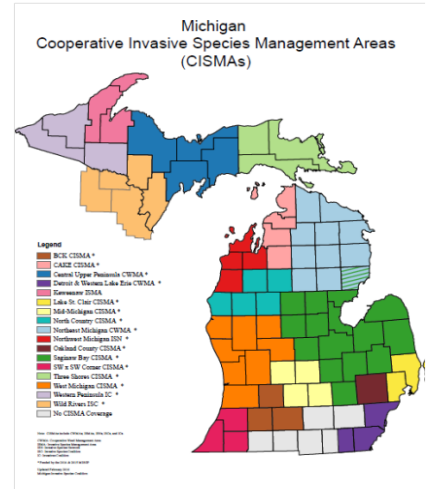 Michigan
Cooperative Invasive Species Management Areas
(CISMAs)
Legend
BCK CISMA *
CAKE CISMA *
Central Upper Peninsula CWMA *
Detroit & Western Lake Erie CWMA *
Keweenaw ISMA
Lake St. Clair CISMA *
Mid-Michigan CISMA *
North Country CISMA *
Northeast Michigan CWMA *
Northwest Michigan ISN *
Oakland County CISMA *
Saginaw Bay CISMA *
SW x SW Corner CISMA *
Three Shores CISMA *
West Michigan CISMA *
Western Peninsula IC *
Wild Rivers ISC *
No CISMA Coverage